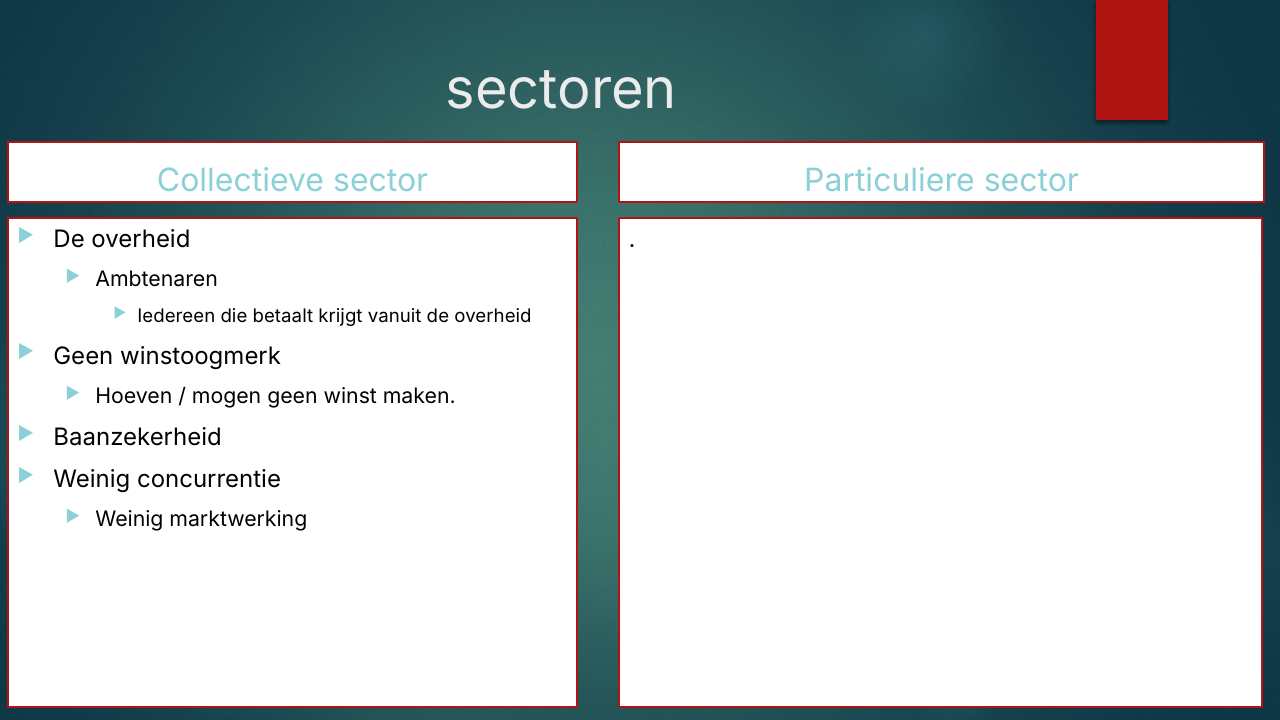 sectoren
Collectieve sector
De overheid
Ambtenaren
Iedereen die betaalt krijgt vanuit de overheid
Geen winstoogmerk
Hoeven / mogen geen winst maken.
Baanzekerheid
Weinig concurrentie
Weinig marktwerking
Particuliere sector
.